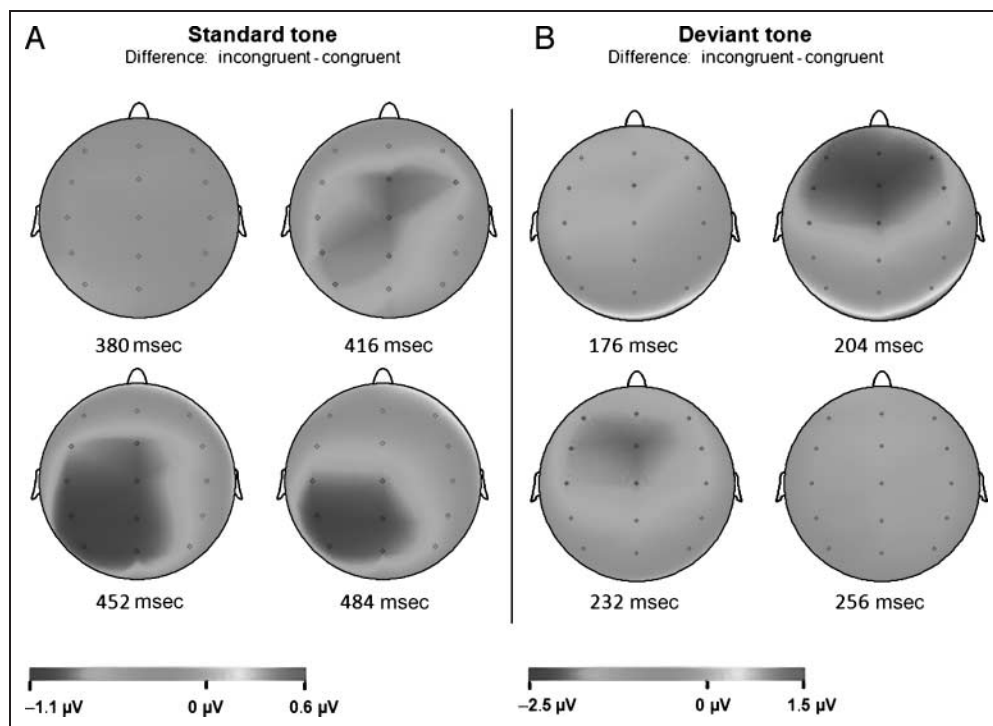 A
Standard tone
Difference: incongruent - congruent
380 msec
416 msec
452 msec
484 msec
−1.1 µV
0 µV
0.6 µV
B
Deviant tone
Difference: incongruent - congruent
176 msec
204 msec
232 msec
256 msec
−2.5 µV
0 µV
1.5 µV